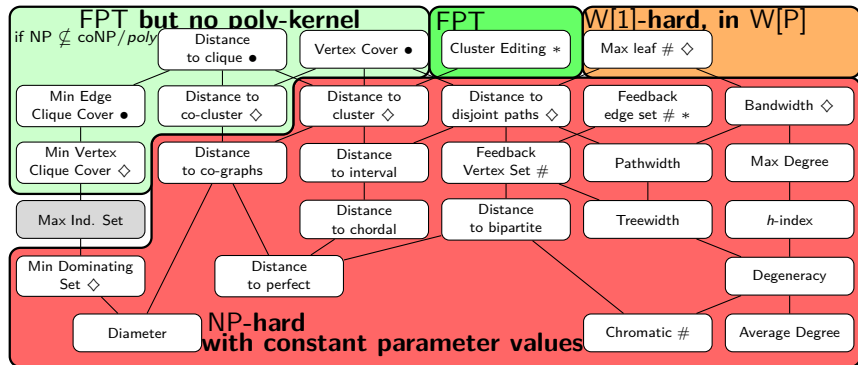 FPT but no poly-kernel
if NP ⊈ coNP/poly
FPT
W[1]-hard, in W[P]
Distance
to clique •
Vertex Cover •
Cluster Editing *
Max leaf # ◇
Min Edge
Clique Cover •
Distance to
co-cluster ◇
Distance to
cluster ◇
Distance to
disjoint paths ◇
Feedback
edge set # *
Bandwidth ◇
Min Vertex
Clique Cover ◇
Distance
to co-graphs
Distance
to interval
Feedback
Vertex Set #
Pathwidth
Max Degree
Max Ind. Set
Distance
to chordal
Distance
to bipartite
Treewidth
h-index
Min Dominating
Set ◇
Distance
to perfect
Degeneracy
Diameter
NP-hard
with constant parameter values
Chromatic #
Average Degree